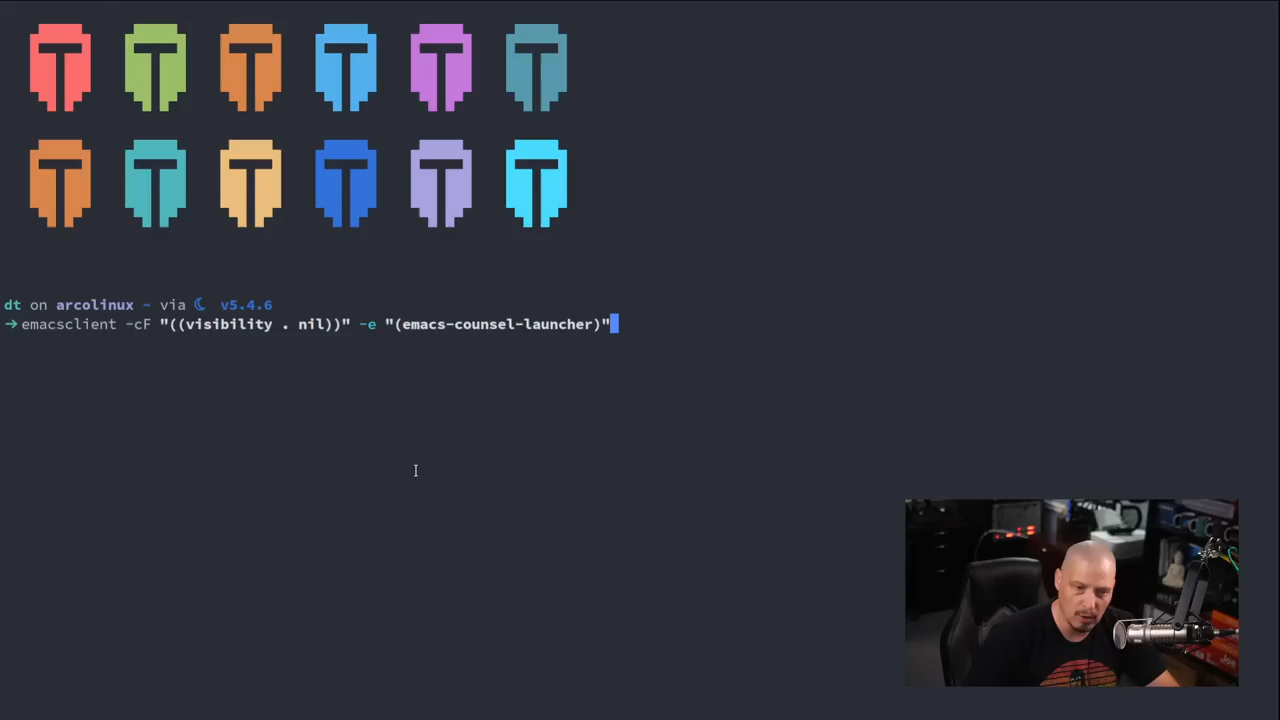 dt on arcolinux ~ via v5.4.6
→emacsclient -cF "((visibility . nil))" -e "(emacs-counsel-launcher)"